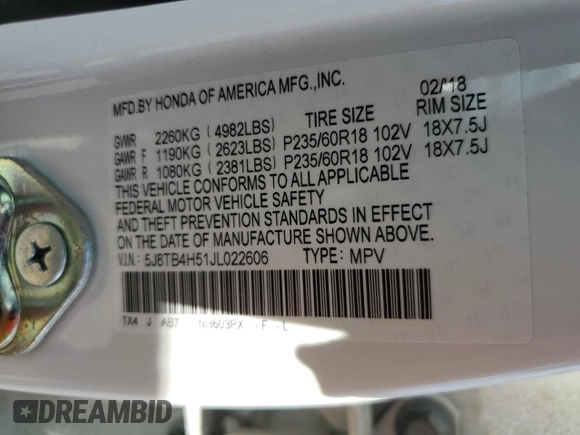 MFD.BY HONDA OF AMERICA MFG.,INC. 02/18
TIRE SIZE RIM SIZE
GVWR 2260KG ( 4982LBS)
GAWR F 1190KG ( 2623LBS) P235/60R18 102V 18X7.5J
GAWR R 1080KG ( 2381LBS) P235/60R18 102V 18X7.5J
THIS VEHICLE CONFORMS TO ALL APPLICABLE
FEDERAL MOTOR VEHICLE SAFETY
AND THEFT PREVENTION STANDARDS IN EFFECT
ON THE DATE OF MANUFACTURE SHOWN ABOVE.
V.I.N.: 5J8TB4H51JL022606 TYPE: MPV
TX4 J AB7 NH603PX -F -L
DREAMBID